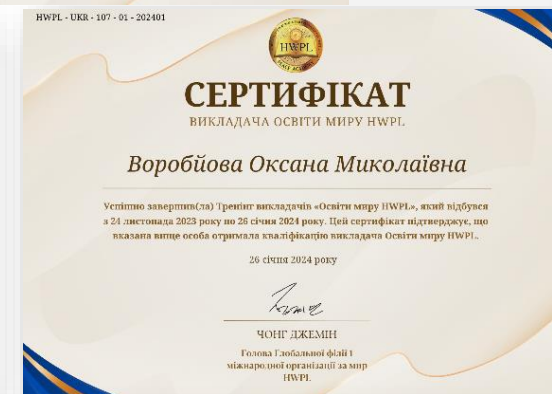 HWPL - UKR - 107 - 01 - 202401
HWPL
PEACE ACADEMY
СЕРТИФІКАТ
ВИКЛАДАЧА ОСВІТИ МИРУ HWPL
Воробйова Оксана Миколаївна
Успішно завершив(ла) Тренінг викладачів «Освіти миру HWPL», який відбувся
з 24 листопада 2023 року по 26 січня 2024 року. Цей сертифікат підтверджує, що
вказана вище особа отримала кваліфікацію викладача Освіти миру HWPL.
26 січня 2024 року
ЧОНГ ДЖЕМІН
Голова Глобальної філії 1
міжнародної організації за мир
HWPL